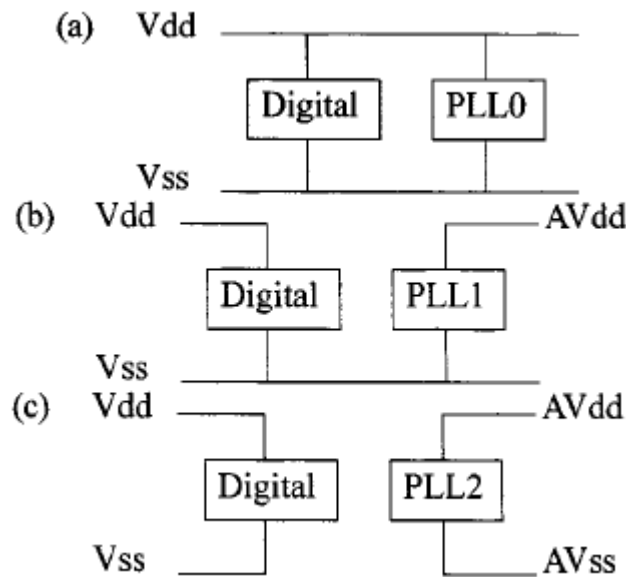 (a) Vdd
Digital PLL0
Vss
(b) Vdd AVdd
Digital PLL1
Vss
(c) Vdd AVdd
Digital PLL2
Vss AVss